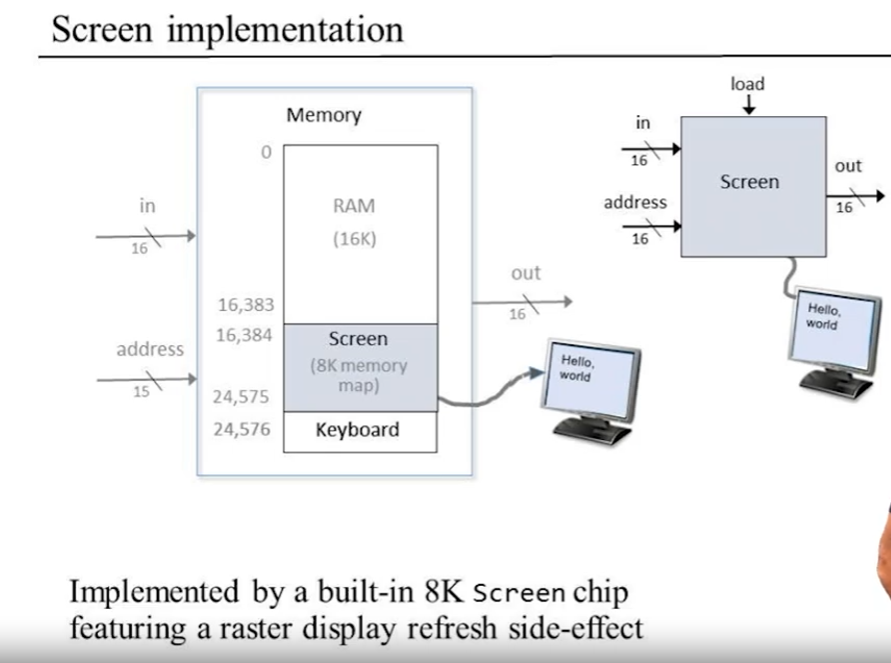 Screen implementation
Memory
0
in
16
RAM
(16K)
16,383
16,384
address
15
Screen
(8K memory
map)
24,575
24,576
Keyboard
out
16
Hello,
world
load
in
16
address
16
Screen
out
16
Hello,
world
Implemented by a built-in 8K Screen chip
featuring a raster display refresh side-effect